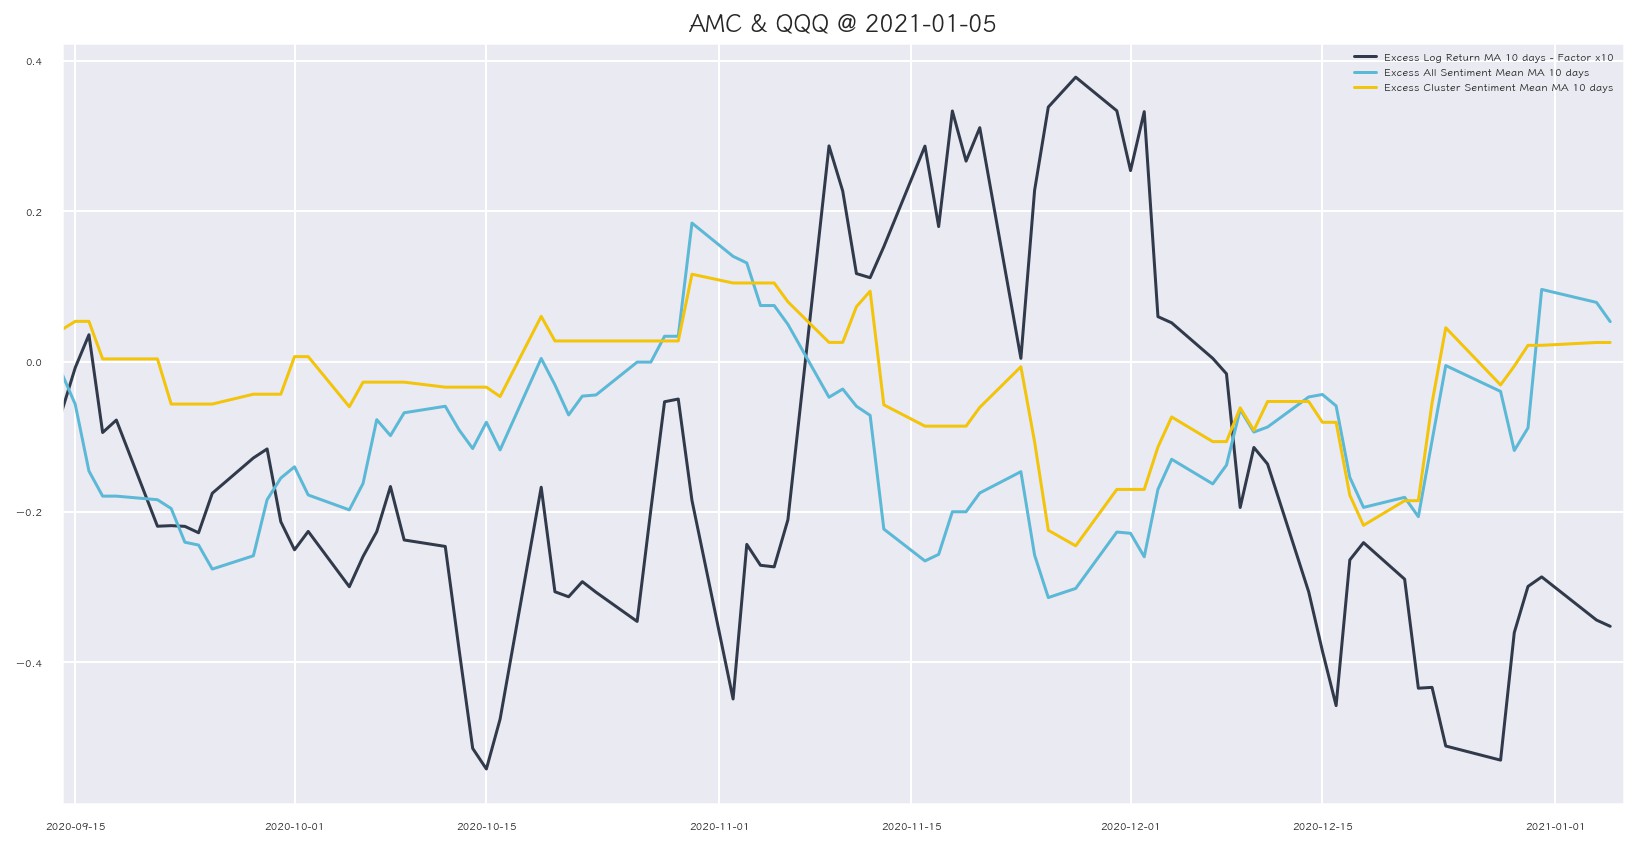 AMC & QQQ @ 2021-01-05
Excess Log Return MA 10 days - Factor x10
Excess All Sentiment Mean MA 10 days
Excess Cluster Sentiment Mean MA 10 days
0.4
0.2
0.0
−0.2
−0.4
2020-09-15 2020-10-01 2020-10-15 2020-11-01 2020-11-15 2020-12-01 2020-12-15 2021-01-01